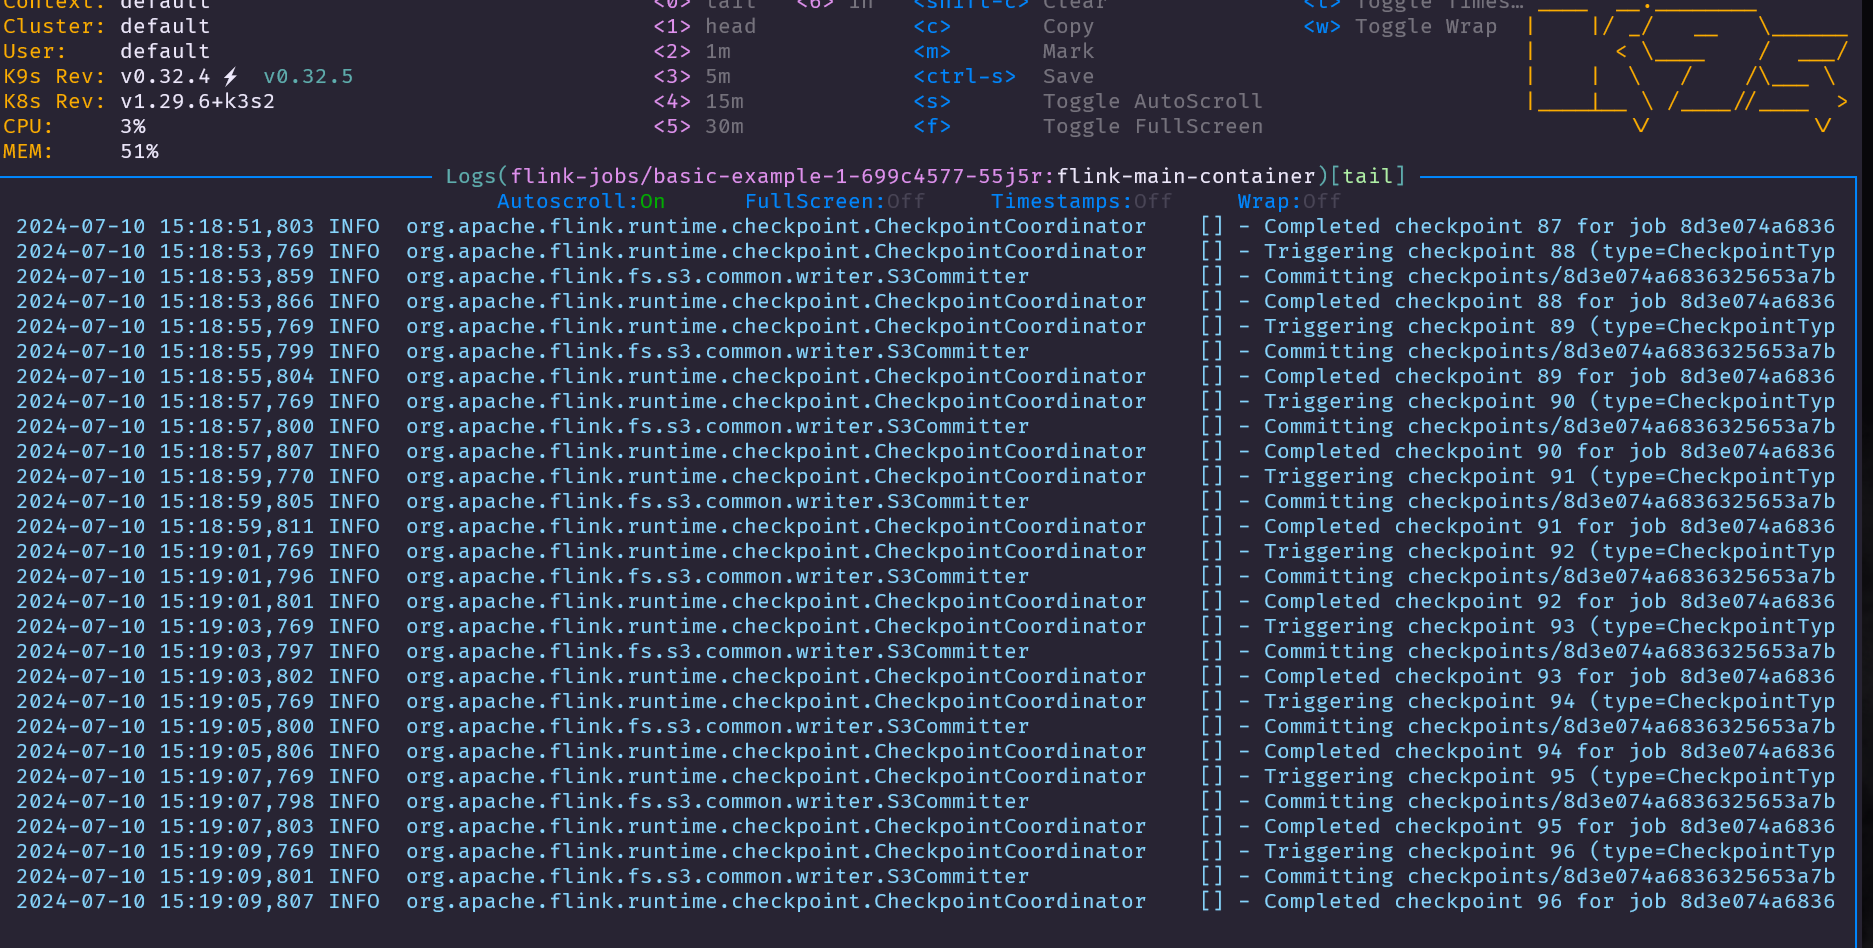 Context: default <0> tail <6> 1h <shift-c> Clear <t> Toggle Times…
Cluster: default <1> head <c> Copy <w> Toggle Wrap
User: default <2> 1m <m> Mark
K9s Rev: v0.32.4 ⚡ v0.32.5 <3> 5m <ctrl-s> Save
K8s Rev: v1.29.6+k3s2 <4> 15m <s> Toggle AutoScroll
CPU: 3% <5> 30m <f> Toggle FullScreen
MEM: 51%
Logs(flink-jobs/basic-example-1-699c4577-55j5r:flink-main-container)[tail]
Autoscroll:On FullScreen:Off Timestamps:Off Wrap:Off
2024-07-10 15:18:51,803 INFO org.apache.flink.runtime.checkpoint.CheckpointCoordinator [] - Completed checkpoint 87 for job 8d3e074a6836
2024-07-10 15:18:53,769 INFO org.apache.flink.runtime.checkpoint.CheckpointCoordinator [] - Triggering checkpoint 88 (type=CheckpointTyp
2024-07-10 15:18:53,859 INFO org.apache.flink.fs.s3.common.writer.S3Committer [] - Committing checkpoints/8d3e074a6836325653a7b
2024-07-10 15:18:53,866 INFO org.apache.flink.runtime.checkpoint.CheckpointCoordinator [] - Completed checkpoint 88 for job 8d3e074a6836
2024-07-10 15:18:55,769 INFO org.apache.flink.runtime.checkpoint.CheckpointCoordinator [] - Triggering checkpoint 89 (type=CheckpointTyp
2024-07-10 15:18:55,799 INFO org.apache.flink.fs.s3.common.writer.S3Committer [] - Committing checkpoints/8d3e074a6836325653a7b
2024-07-10 15:18:55,804 INFO org.apache.flink.runtime.checkpoint.CheckpointCoordinator [] - Completed checkpoint 89 for job 8d3e074a6836
2024-07-10 15:18:57,769 INFO org.apache.flink.runtime.checkpoint.CheckpointCoordinator [] - Triggering checkpoint 90 (type=CheckpointTyp
2024-07-10 15:18:57,800 INFO org.apache.flink.fs.s3.common.writer.S3Committer [] - Committing checkpoints/8d3e074a6836325653a7b
2024-07-10 15:18:57,807 INFO org.apache.flink.runtime.checkpoint.CheckpointCoordinator [] - Completed checkpoint 90 for job 8d3e074a6836
2024-07-10 15:18:59,770 INFO org.apache.flink.runtime.checkpoint.CheckpointCoordinator [] - Triggering checkpoint 91 (type=CheckpointTyp
2024-07-10 15:18:59,805 INFO org.apache.flink.fs.s3.common.writer.S3Committer [] - Committing checkpoints/8d3e074a6836325653a7b
2024-07-10 15:18:59,811 INFO org.apache.flink.runtime.checkpoint.CheckpointCoordinator [] - Completed checkpoint 91 for job 8d3e074a6836
2024-07-10 15:19:01,769 INFO org.apache.flink.runtime.checkpoint.CheckpointCoordinator [] - Triggering checkpoint 92 (type=CheckpointTyp
2024-07-10 15:19:01,796 INFO org.apache.flink.fs.s3.common.writer.S3Committer [] - Committing checkpoints/8d3e074a6836325653a7b
2024-07-10 15:19:01,801 INFO org.apache.flink.runtime.checkpoint.CheckpointCoordinator [] - Completed checkpoint 92 for job 8d3e074a6836
2024-07-10 15:19:03,769 INFO org.apache.flink.runtime.checkpoint.CheckpointCoordinator [] - Triggering checkpoint 93 (type=CheckpointTyp
2024-07-10 15:19:03,797 INFO org.apache.flink.fs.s3.common.writer.S3Committer [] - Committing checkpoints/8d3e074a6836325653a7b
2024-07-10 15:19:03,802 INFO org.apache.flink.runtime.checkpoint.CheckpointCoordinator [] - Completed checkpoint 93 for job 8d3e074a6836
2024-07-10 15:19:05,769 INFO org.apache.flink.runtime.checkpoint.CheckpointCoordinator [] - Triggering checkpoint 94 (type=CheckpointTyp
2024-07-10 15:19:05,800 INFO org.apache.flink.fs.s3.common.writer.S3Committer [] - Committing checkpoints/8d3e074a6836325653a7b
2024-07-10 15:19:05,806 INFO org.apache.flink.runtime.checkpoint.CheckpointCoordinator [] - Completed checkpoint 94 for job 8d3e074a6836
2024-07-10 15:19:07,769 INFO org.apache.flink.runtime.checkpoint.CheckpointCoordinator [] - Triggering checkpoint 95 (type=CheckpointTyp
2024-07-10 15:19:07,798 INFO org.apache.flink.fs.s3.common.writer.S3Committer [] - Committing checkpoints/8d3e074a6836325653a7b
2024-07-10 15:19:07,803 INFO org.apache.flink.runtime.checkpoint.CheckpointCoordinator [] - Completed checkpoint 95 for job 8d3e074a6836
2024-07-10 15:19:09,769 INFO org.apache.flink.runtime.checkpoint.CheckpointCoordinator [] - Triggering checkpoint 96 (type=CheckpointTyp
2024-07-10 15:19:09,801 INFO org.apache.flink.fs.s3.common.writer.S3Committer [] - Committing checkpoints/8d3e074a6836325653a7b
2024-07-10 15:19:09,807 INFO org.apache.flink.runtime.checkpoint.CheckpointCoordinator [] - Completed checkpoint 96 for job 8d3e074a6836